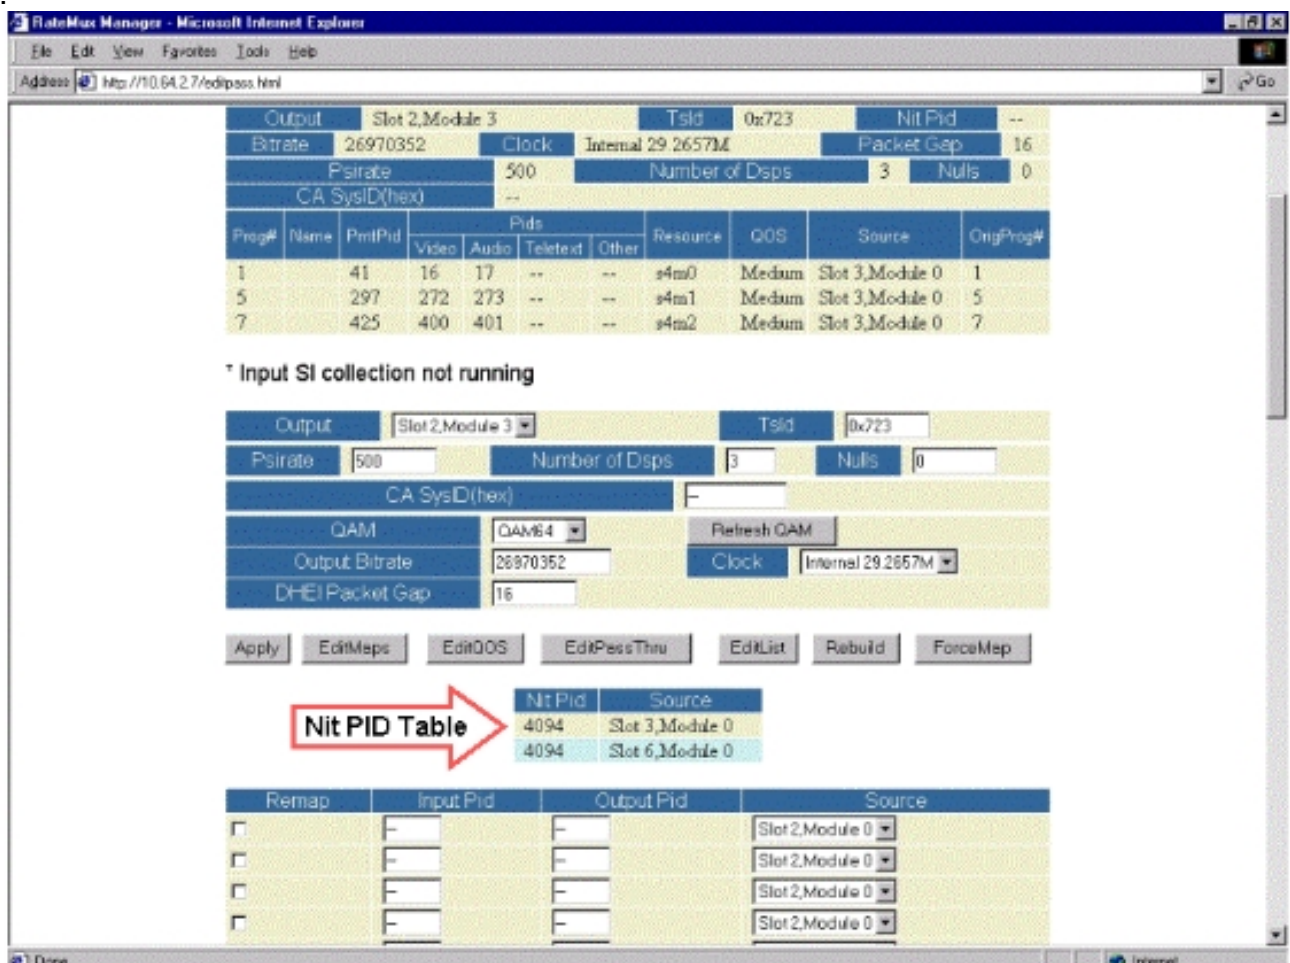 RateMux Manager - Microsoft Internet Explorer
File Edit View Favorites Tools Help
Address http://10.64.2.7/editpass.html Go
Output Slot 2,Module 3 TsId 0x723 Nit Pid --
Bitrate 26970352 Clock Internal 29.2657M Packet Gap 16
Psirate 500 Number of Dsps 3 Nulls 0
CA SysID(hex) --
Prog# Name PmtPid Pids Resource QOS Source OrigProg#
Video Audio Teletext Other
1 41 16 17 -- -- s4m0 Medium Slot 3,Module 0 1
5 297 272 273 -- -- s4m1 Medium Slot 3,Module 0 5
7 425 400 401 -- -- s4m2 Medium Slot 3,Module 0 7
* Input SI collection not running
Output Slot 2,Module 3 TsId 0x723
Psirate 500 Number of Dsps 3 Nulls 0
CA SysID(hex) --
QAM QAM64 Refresh QAM
Output Bitrate 26970352 Clock Internal 29.2657M
DHEI Packet Gap 16
Apply EditMaps EditQOS EditPassThru EditList Rebuild ForceMap
Nit PID Table
Nit Pid Source
4094 Slot 3,Module 0
4094 Slot 6,Module 0
Remap Input Pid Output Pid Source
-- -- Slot 2,Module 0
-- -- Slot 2,Module 0
-- -- Slot 2,Module 0
-- -- Slot 2,Module 0
Done Internet